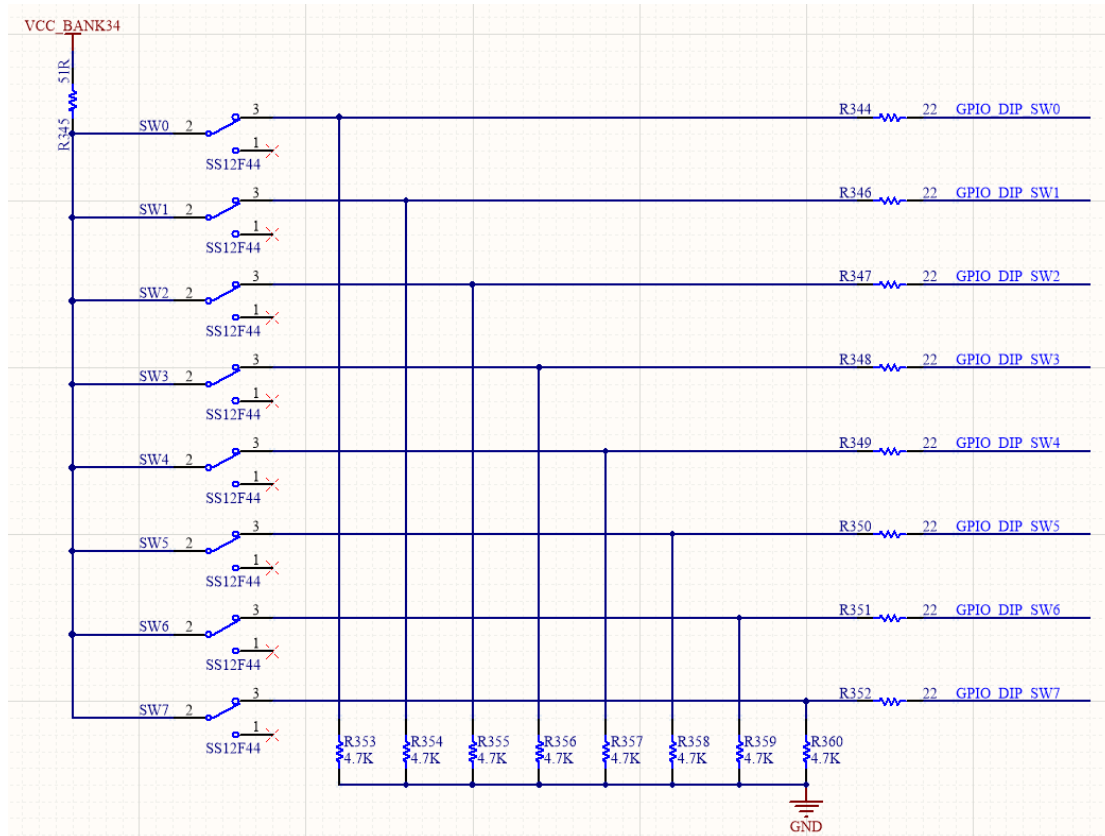 VCC_BANK34
51R
R345
SW0 2 3 1 SS12F44 R344 22 GPIO_DIP_SW0
SW1 2 3 1 SS12F44 R346 22 GPIO_DIP_SW1
SW2 2 3 1 SS12F44 R347 22 GPIO_DIP_SW2
SW3 2 3 1 SS12F44 R348 22 GPIO_DIP_SW3
SW4 2 3 1 SS12F44 R349 22 GPIO_DIP_SW4
SW5 2 3 1 SS12F44 R350 22 GPIO_DIP_SW5
SW6 2 3 1 SS12F44 R351 22 GPIO_DIP_SW6
SW7 2 3 1 SS12F44 R352 22 GPIO_DIP_SW7
R353 R354 R355 R356 R357 R358 R359 R360
4.7K 4.7K 4.7K 4.7K 4.7K 4.7K 4.7K 4.7K
GND